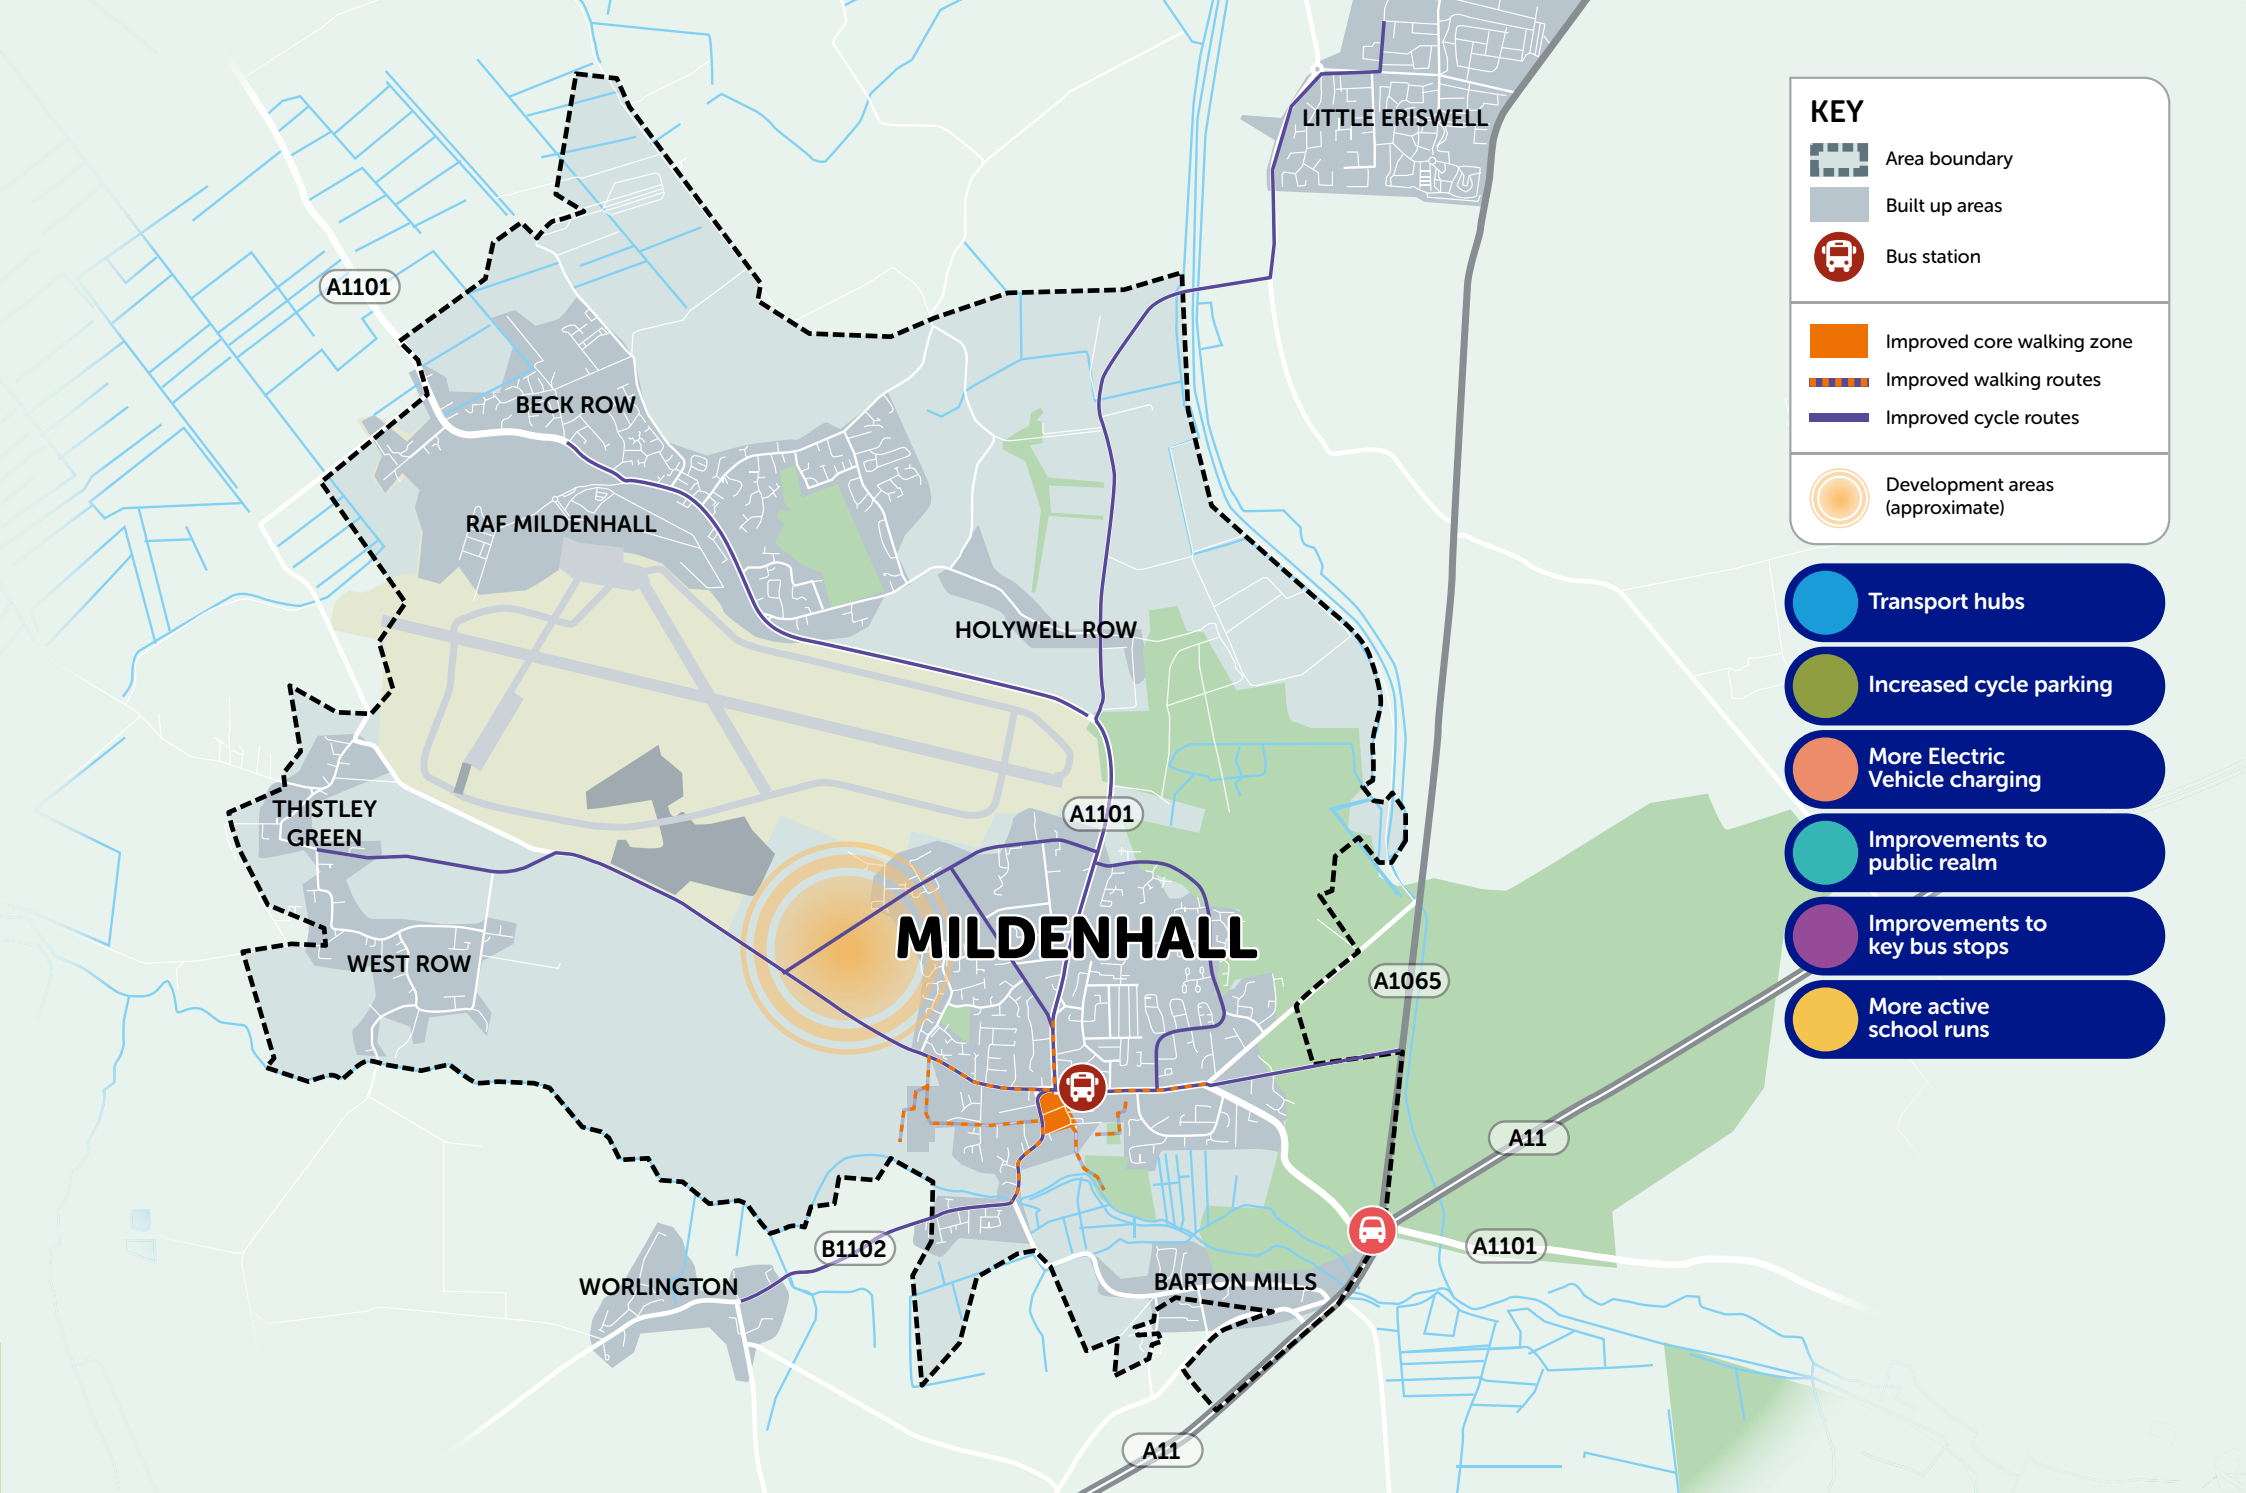 LITTLE ERISWELL
A1101
BECK ROW
RAF MILDENHALL
HOLYWELL ROW
THISTLEY
GREEN
A1101
MILDENHALL
WEST ROW
A1065
A11
B1102
A1101
WORLINGTON
BARTON MILLS
A11
KEY
Area boundary
Built up areas
Bus station
Improved core walking zone
Improved walking routes
Improved cycle routes
Development areas
(approximate)
Transport hubs
Increased cycle parking
More Electric
Vehicle charging
Improvements to
public realm
Improvements to
key bus stops
More active
school runs